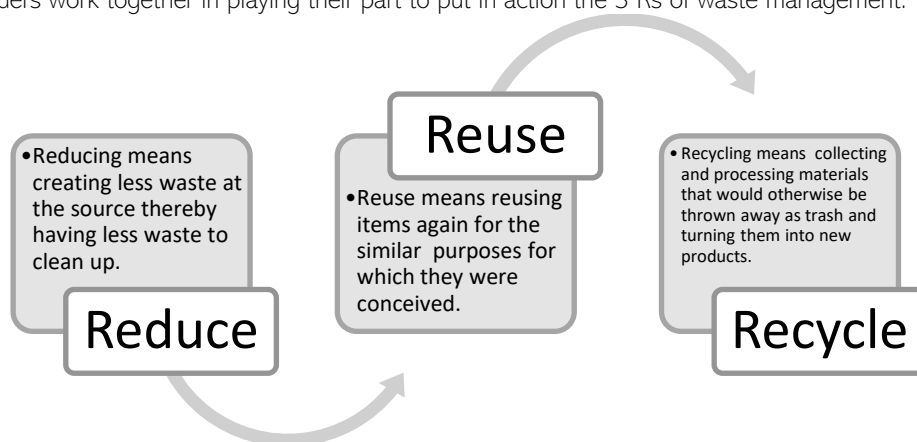 ders work together in playing their part to put in action the 3 Rs of waste management.
•Reducing means
creating less waste at
the source thereby
having less waste to
clean up.
Reduce
Reuse
•Reuse means reusing
items again for the
similar purposes for
which they were
conceived.
• Recycling means collecting
and processing materials
that would otherwise be
thrown away as trash and
turning them into new
products.
Recycle